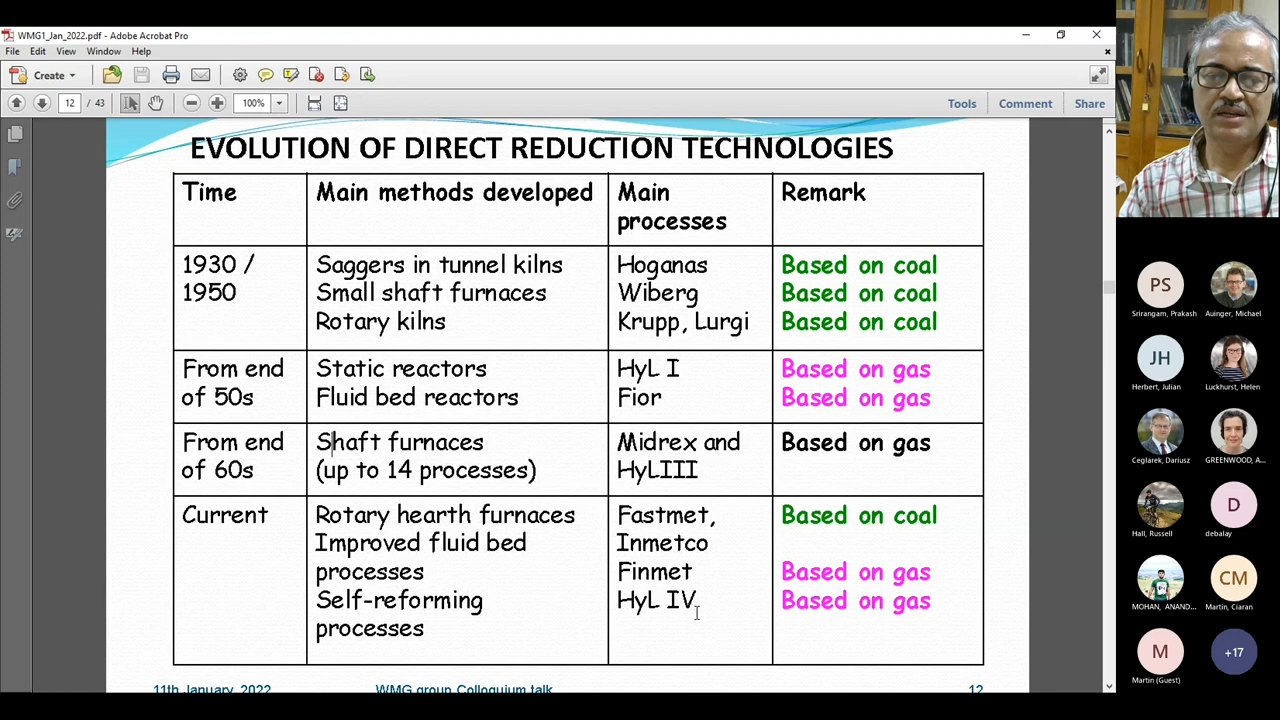 WMG1_Jan_2022.pdf - Adobe Acrobat Pro
File Edit View Window Help
Create
12 / 43
100%
Tools Comment Share
EVOLUTION OF DIRECT REDUCTION TECHNOLOGIES
Time Main methods developed Main processes Remark
1930 / 1950
Saggers in tunnel kilns Hoganas Based on coal
Small shaft furnaces Wiberg Based on coal
Rotary kilns Krupp, Lurgi Based on coal
From end of 50s
Static reactors HyL I Based on gas
Fluid bed reactors Fior Based on gas
From end of 60s
Shaft furnaces Midrex and Based on gas
(up to 14 processes) HyLIII
Current Rotary hearth furnaces Fastmet, Based on coal
Improved fluid bed Inmetco
processes Finmet Based on gas
Self-reforming HyL IV Based on gas
processes
11th January, 2022 WMG group Colloquium talk 12
PS
Srirangam, Prakash
Auinger, Michael
JH
Herbert, Julian
Luckhurst, Helen
Ceglarek, Dariusz
GREENWOOD, A...
Hall, Russell
D
debalay
MOHAN, ANAND...
CM
Martin, Ciaran
M
Martin (Guest)
+17